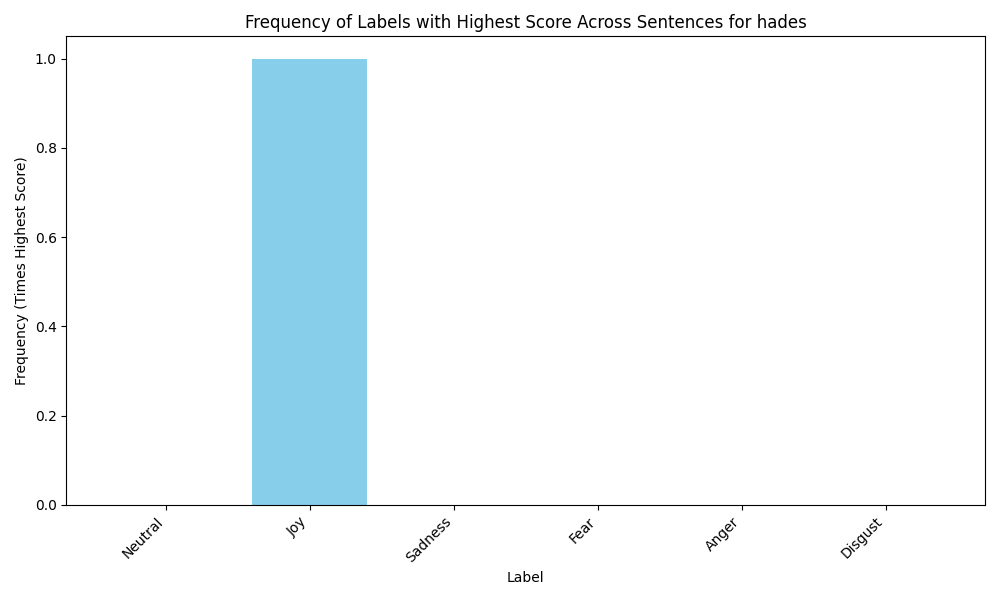 Frequency of Labels with Highest Score Across Sentences for hades
Frequency (Times Highest Score)
1.0
0.8
0.6
0.4
0.2
0.0
Neutral
Joy
Sadness
Fear
Anger
Disgust
Label